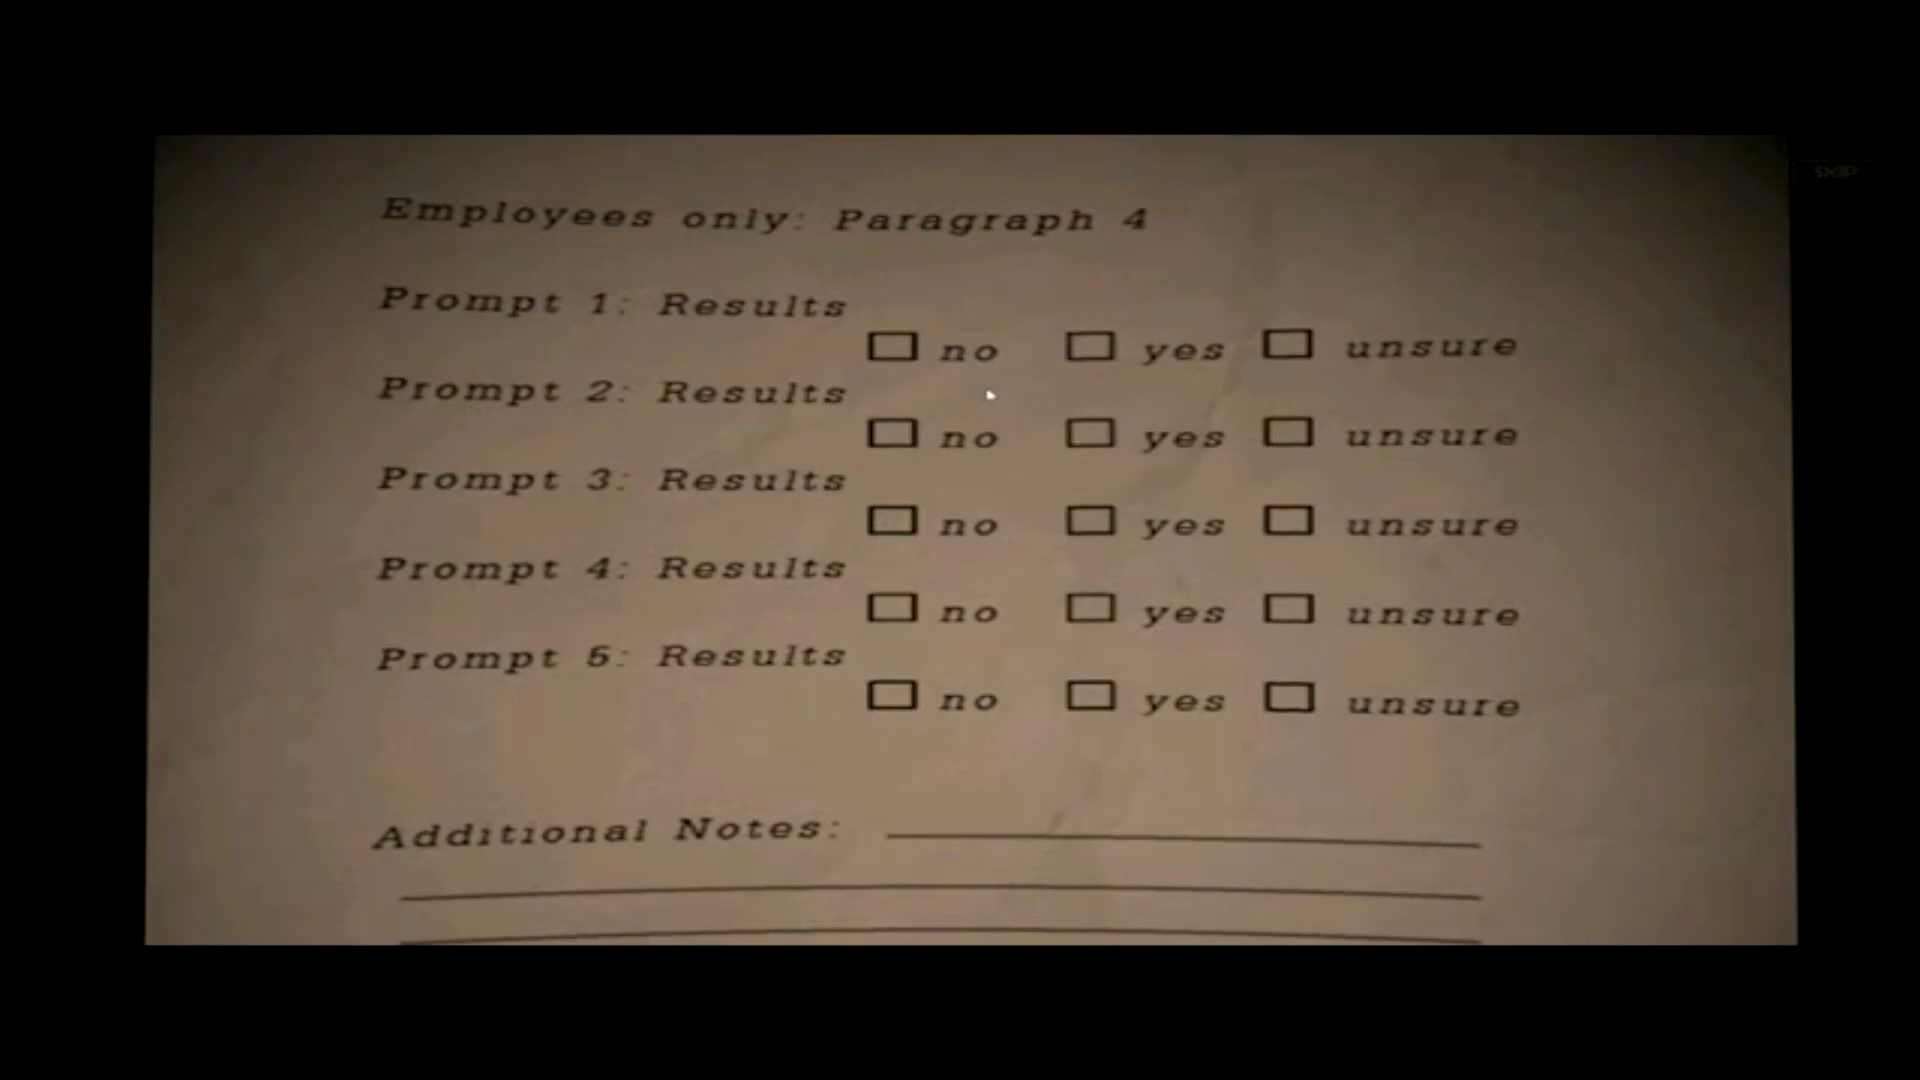 SKIP
Employees only: Paragraph 4
Prompt 1: Results
no yes unsure
Prompt 2: Results
no yes unsure
Prompt 3: Results
no yes unsure
Prompt 4: Results
no yes unsure
Prompt 5: Results
no yes unsure
Additional Notes: